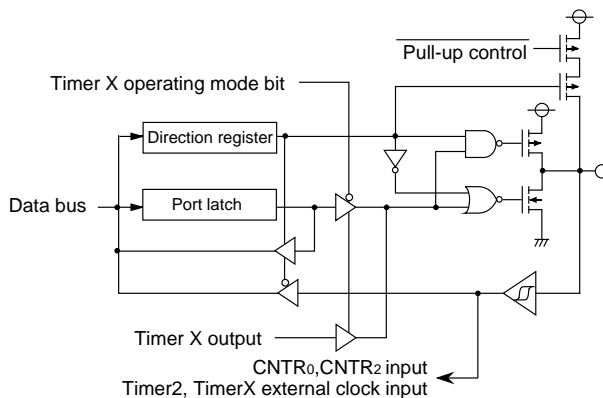 Pull-up control
Timer X operating mode bit
Direction register
Data bus
Port latch
Timer X output
CNTR0,CNTR2 input
Timer2, TimerX external clock input